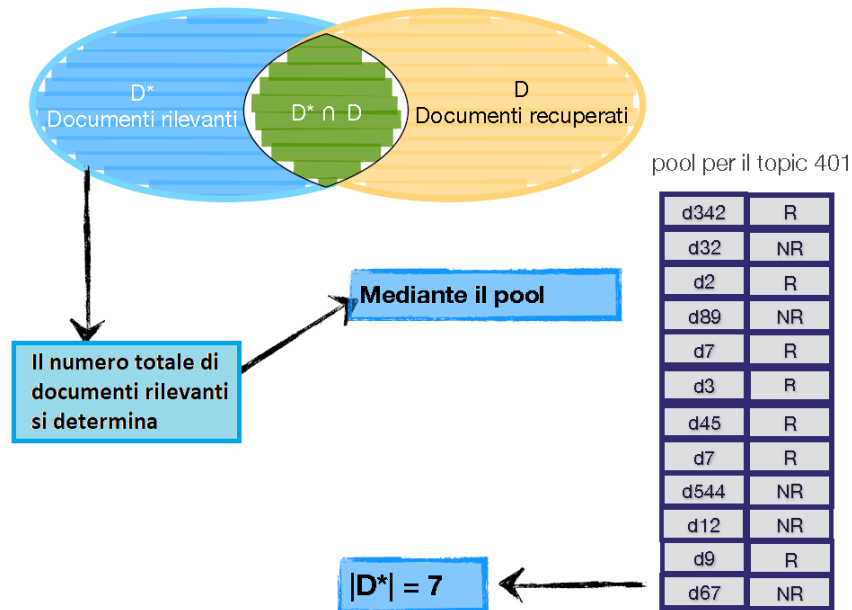 D*
Documenti rilevanti
D* ∩ D
D
Documenti recuperati
pool per il topic 401
d342 R
d32 NR
d2 R
d89 NR
d7 R
d3 R
d45 R
d7 R
d544 NR
d12 NR
d9 R
d67 NR
Mediante il pool
Il numero totale di
documenti rilevanti
si determina
|D*| = 7